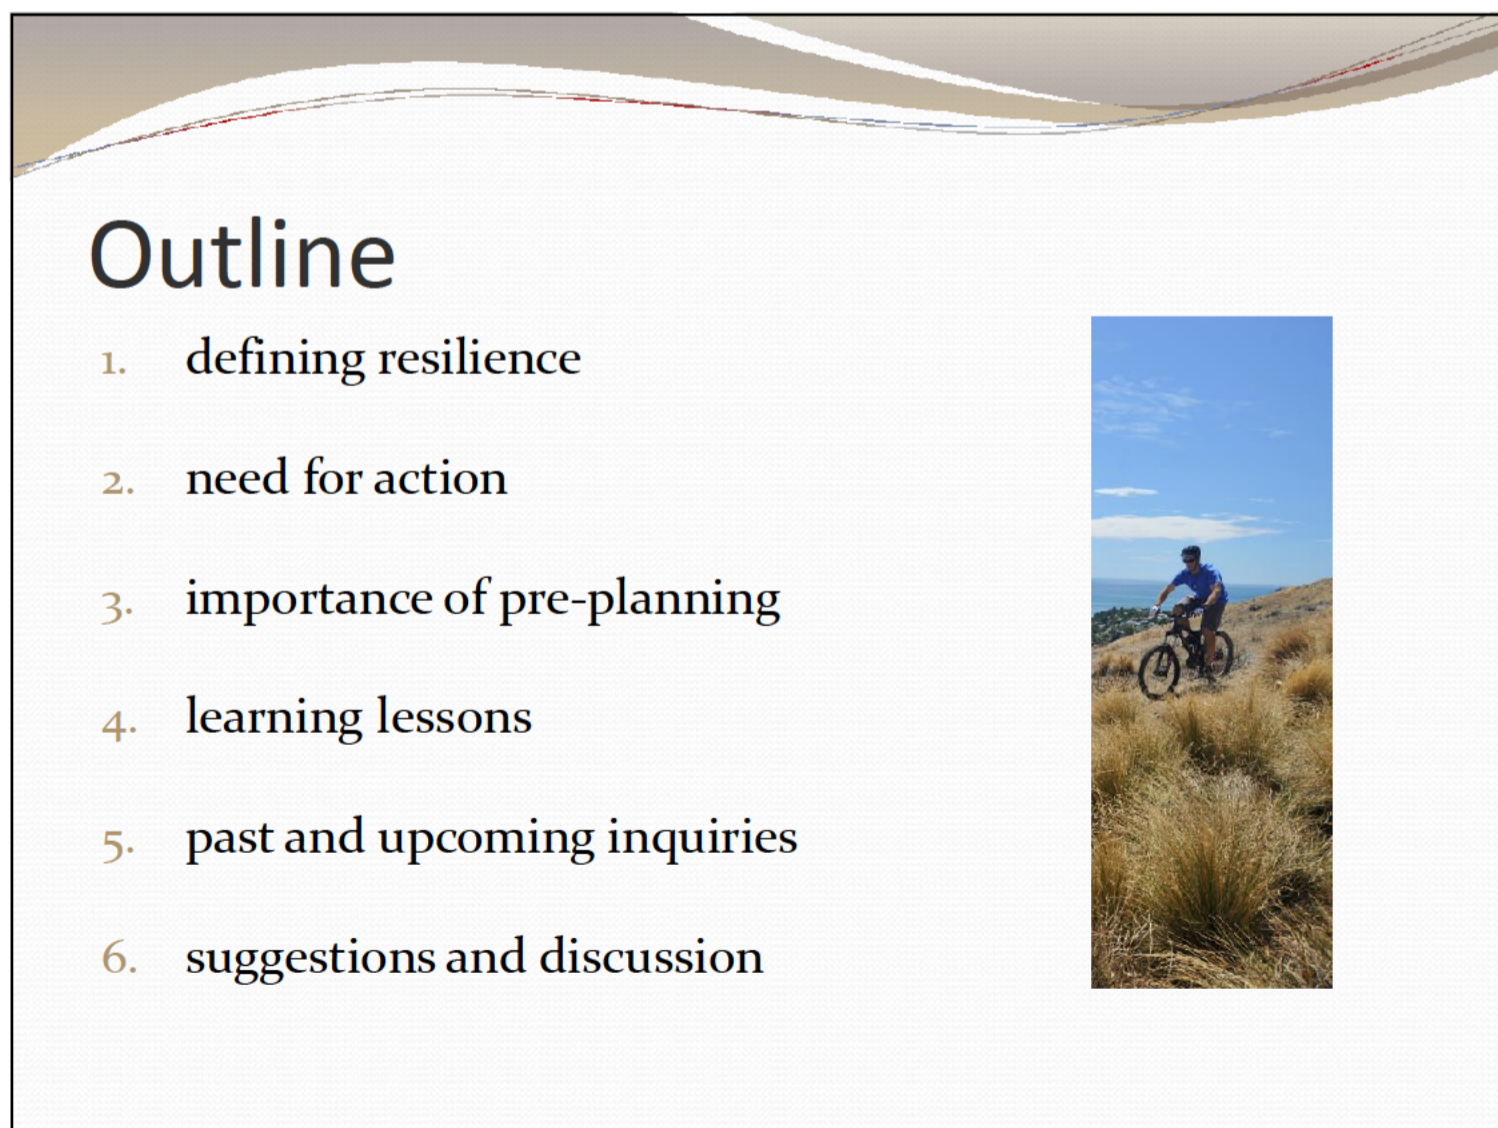 Outline
1. defining resilience
2. need for action
3. importance of pre-planning
4. learning lessons
5. past and upcoming inquiries
6. suggestions and discussion